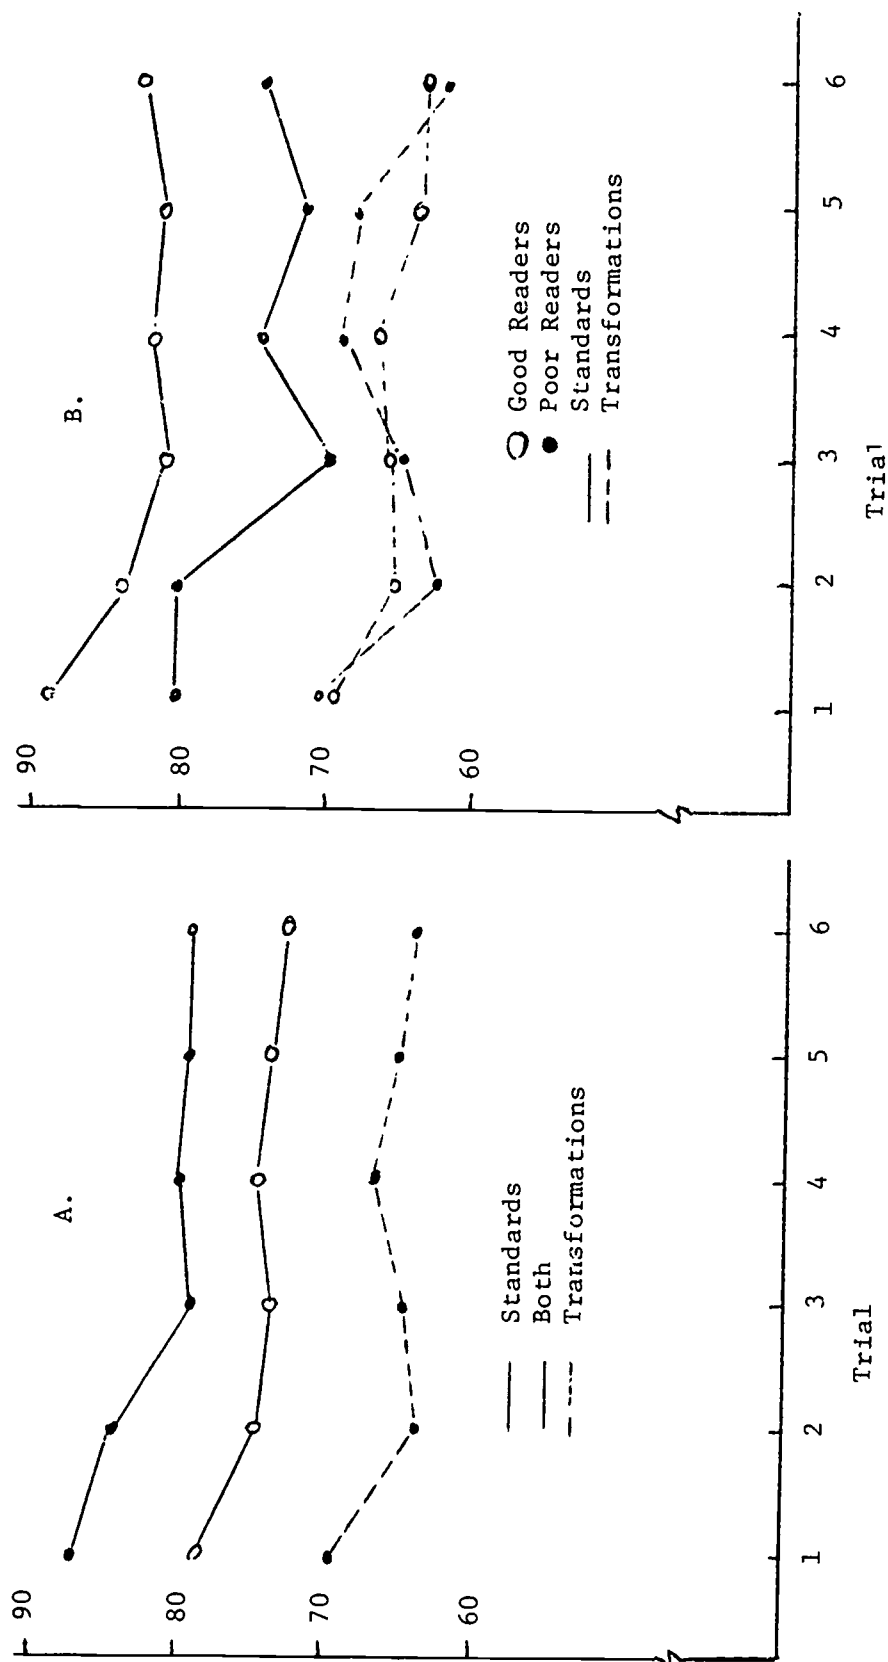 A.
90
80
70
60
Standards
Both
Transformations
1 2 3 4 5 6
Trial
B.
90
80
70
60
Good Readers
Poor Readers
Standards
Transformations
1 2 3 4 5 6
Trial